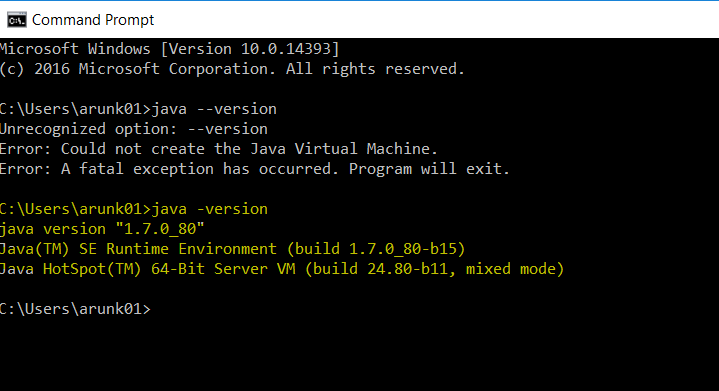 Command Prompt
Microsoft Windows [Version 10.0.14393]
(c) 2016 Microsoft Corporation. All rights reserved.
C:\Users\arunk01>java --version
Unrecognized option: --version
Error: Could not create the Java Virtual Machine.
Error: A fatal exception has occurred. Program will exit.
C:\Users\arunk01>java -version
java version "1.7.0_80"
Java(TM) SE Runtime Environment (build 1.7.0_80-b15)
Java HotSpot(TM) 64-Bit Server VM (build 24.80-b11, mixed mode)
C:\Users\arunk01>